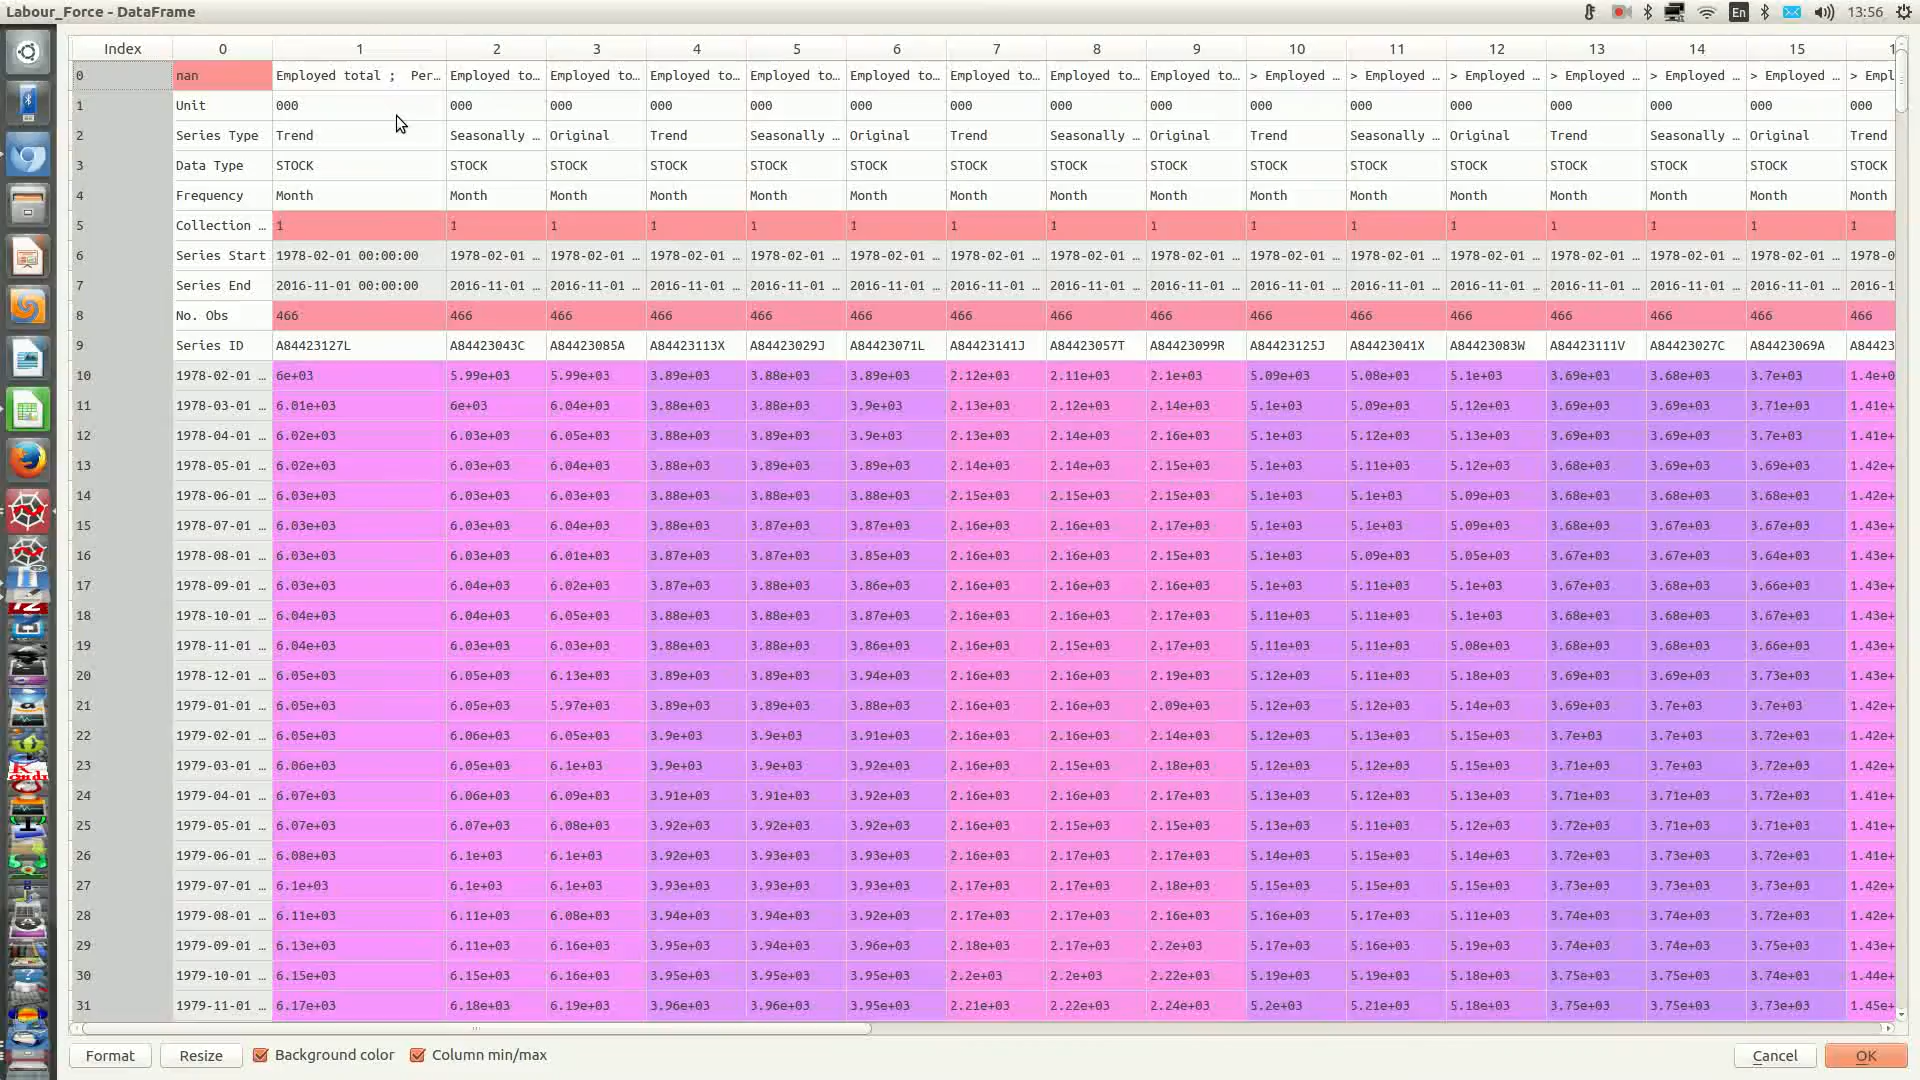 Labour_Force - DataFrame En 13:56
Index 0 1 2 3 4 5 6 7 8 9 10 11 12 13 14 15 1
0 nan Employed total ; Per… Employed to… Employed to… Employed to… Employed to… Employed to… Employed to… Employed to… Employed to… > Employed … > Employed … > Employed … > Employed … > Employed … > Employed … > Empl
1 Unit 000 000 000 000 000 000 000 000 000 000 000 000 000 000 000 000
2 Series Type Trend Seasonally … Original Trend Seasonally … Original Trend Seasonally … Original Trend Seasonally … Original Trend Seasonally … Original Trend
3 Data Type STOCK STOCK STOCK STOCK STOCK STOCK STOCK STOCK STOCK STOCK STOCK STOCK STOCK STOCK STOCK STOCK
4 Frequency Month Month Month Month Month Month Month Month Month Month Month Month Month Month Month Month
5 Collection … 1 1 1 1 1 1 1 1 1 1 1 1 1 1 1 1
6 Series Start 1978-02-01 00:00:00 1978-02-01 … 1978-02-01 … 1978-02-01 … 1978-02-01 … 1978-02-01 … 1978-02-01 … 1978-02-01 … 1978-02-01 … 1978-02-01 … 1978-02-01 … 1978-02-01 … 1978-02-01 … 1978-02-01 … 1978-02-01 … 1978-0
7 Series End 2016-11-01 00:00:00 2016-11-01 … 2016-11-01 … 2016-11-01 … 2016-11-01 … 2016-11-01 … 2016-11-01 … 2016-11-01 … 2016-11-01 … 2016-11-01 … 2016-11-01 … 2016-11-01 … 2016-11-01 … 2016-11-01 … 2016-11-01 … 2016-1
8 No. Obs 466 466 466 466 466 466 466 466 466 466 466 466 466 466 466 466
9 Series ID A84423127L A84423043C A84423085A A84423113X A84423029J A84423071L A84423141J A84423057T A84423099R A84423125J A84423041X A84423083W A84423111V A84423027C A84423069A A84423
10 1978-02-01 … 6e+03 5.99e+03 5.99e+03 3.89e+03 3.88e+03 3.89e+03 2.12e+03 2.11e+03 2.1e+03 5.09e+03 5.08e+03 5.1e+03 3.69e+03 3.68e+03 3.7e+03 1.4e+0
11 1978-03-01 … 6.01e+03 6e+03 6.04e+03 3.88e+03 3.88e+03 3.9e+03 2.13e+03 2.12e+03 2.14e+03 5.1e+03 5.09e+03 5.12e+03 3.69e+03 3.69e+03 3.71e+03 1.41e+
12 1978-04-01 … 6.02e+03 6.03e+03 6.05e+03 3.88e+03 3.89e+03 3.9e+03 2.13e+03 2.14e+03 2.16e+03 5.1e+03 5.12e+03 5.13e+03 3.69e+03 3.69e+03 3.7e+03 1.41e+
13 1978-05-01 … 6.02e+03 6.03e+03 6.04e+03 3.88e+03 3.89e+03 3.89e+03 2.14e+03 2.14e+03 2.15e+03 5.1e+03 5.11e+03 5.12e+03 3.68e+03 3.69e+03 3.69e+03 1.42e+
14 1978-06-01 … 6.03e+03 6.03e+03 6.03e+03 3.88e+03 3.88e+03 3.88e+03 2.15e+03 2.15e+03 2.15e+03 5.1e+03 5.1e+03 5.09e+03 3.68e+03 3.68e+03 3.68e+03 1.42e+
15 1978-07-01 … 6.03e+03 6.03e+03 6.04e+03 3.88e+03 3.87e+03 3.87e+03 2.16e+03 2.16e+03 2.17e+03 5.1e+03 5.1e+03 5.09e+03 3.68e+03 3.67e+03 3.67e+03 1.43e+
16 1978-08-01 … 6.03e+03 6.03e+03 6.01e+03 3.87e+03 3.87e+03 3.85e+03 2.16e+03 2.16e+03 2.15e+03 5.1e+03 5.09e+03 5.05e+03 3.67e+03 3.67e+03 3.64e+03 1.43e+
17 1978-09-01 … 6.03e+03 6.04e+03 6.02e+03 3.87e+03 3.88e+03 3.86e+03 2.16e+03 2.16e+03 2.16e+03 5.1e+03 5.11e+03 5.1e+03 3.67e+03 3.68e+03 3.66e+03 1.43e+
18 1978-10-01 … 6.04e+03 6.04e+03 6.05e+03 3.88e+03 3.88e+03 3.87e+03 2.16e+03 2.16e+03 2.17e+03 5.11e+03 5.11e+03 5.1e+03 3.68e+03 3.68e+03 3.67e+03 1.43e+
19 1978-11-01 … 6.04e+03 6.03e+03 6.03e+03 3.88e+03 3.88e+03 3.86e+03 2.16e+03 2.15e+03 2.17e+03 5.11e+03 5.11e+03 5.08e+03 3.68e+03 3.68e+03 3.66e+03 1.43e+
20 1978-12-01 … 6.05e+03 6.05e+03 6.13e+03 3.89e+03 3.89e+03 3.94e+03 2.16e+03 2.16e+03 2.19e+03 5.12e+03 5.11e+03 5.18e+03 3.69e+03 3.69e+03 3.73e+03 1.43e+
21 1979-01-01 … 6.05e+03 6.05e+03 5.97e+03 3.89e+03 3.89e+03 3.88e+03 2.16e+03 2.16e+03 2.09e+03 5.12e+03 5.12e+03 5.14e+03 3.69e+03 3.7e+03 3.7e+03 1.42e+
22 1979-02-01 … 6.05e+03 6.06e+03 6.05e+03 3.9e+03 3.9e+03 3.91e+03 2.16e+03 2.16e+03 2.14e+03 5.12e+03 5.13e+03 5.15e+03 3.7e+03 3.7e+03 3.72e+03 1.42e+
23 1979-03-01 … 6.06e+03 6.05e+03 6.1e+03 3.9e+03 3.9e+03 3.92e+03 2.16e+03 2.15e+03 2.18e+03 5.12e+03 5.12e+03 5.15e+03 3.71e+03 3.7e+03 3.72e+03 1.42e+
24 1979-04-01 … 6.07e+03 6.06e+03 6.09e+03 3.91e+03 3.91e+03 3.92e+03 2.16e+03 2.16e+03 2.17e+03 5.13e+03 5.12e+03 5.13e+03 3.71e+03 3.71e+03 3.72e+03 1.41e+
25 1979-05-01 … 6.07e+03 6.07e+03 6.08e+03 3.92e+03 3.92e+03 3.92e+03 2.16e+03 2.15e+03 2.15e+03 5.13e+03 5.11e+03 5.12e+03 3.72e+03 3.71e+03 3.71e+03 1.41e+
26 1979-06-01 … 6.08e+03 6.1e+03 6.1e+03 3.92e+03 3.93e+03 3.93e+03 2.16e+03 2.17e+03 2.17e+03 5.14e+03 5.15e+03 5.14e+03 3.72e+03 3.73e+03 3.72e+03 1.41e+
27 1979-07-01 … 6.1e+03 6.1e+03 6.1e+03 3.93e+03 3.93e+03 3.93e+03 2.17e+03 2.17e+03 2.18e+03 5.15e+03 5.15e+03 5.15e+03 3.73e+03 3.73e+03 3.73e+03 1.42e+
28 1979-08-01 … 6.11e+03 6.11e+03 6.08e+03 3.94e+03 3.94e+03 3.92e+03 2.17e+03 2.17e+03 2.16e+03 5.16e+03 5.17e+03 5.11e+03 3.74e+03 3.74e+03 3.72e+03 1.42e+
29 1979-09-01 … 6.13e+03 6.11e+03 6.16e+03 3.95e+03 3.94e+03 3.96e+03 2.18e+03 2.17e+03 2.2e+03 5.17e+03 5.16e+03 5.19e+03 3.74e+03 3.74e+03 3.75e+03 1.43e+
30 1979-10-01 … 6.15e+03 6.15e+03 6.16e+03 3.95e+03 3.95e+03 3.95e+03 2.2e+03 2.2e+03 2.22e+03 5.19e+03 5.19e+03 5.18e+03 3.75e+03 3.75e+03 3.74e+03 1.44e+
31 1979-11-01 … 6.17e+03 6.18e+03 6.19e+03 3.96e+03 3.96e+03 3.95e+03 2.21e+03 2.22e+03 2.24e+03 5.2e+03 5.21e+03 5.18e+03 3.75e+03 3.75e+03 3.73e+03 1.45e+
Format Resize Background color Column min/max Cancel OK